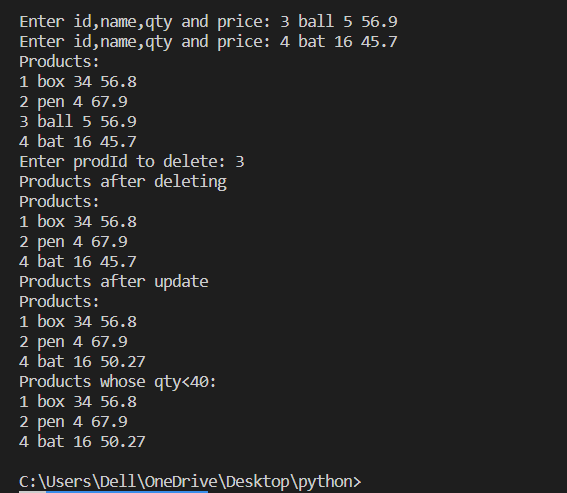 Enter id,name,qty and price: 3 ball 5 56.9
Enter id,name,qty and price: 4 bat 16 45.7
Products:
1 box 34 56.8
2 pen 4 67.9
3 ball 5 56.9
4 bat 16 45.7
Enter prodId to delete: 3
Products after deleting
Products:
1 box 34 56.8
2 pen 4 67.9
4 bat 16 45.7
Products after update
Products:
1 box 34 56.8
2 pen 4 67.9
4 bat 16 50.27
Products whose qty<40:
1 box 34 56.8
2 pen 4 67.9
4 bat 16 50.27
C:\Users\Dell\OneDrive\Desktop\python>